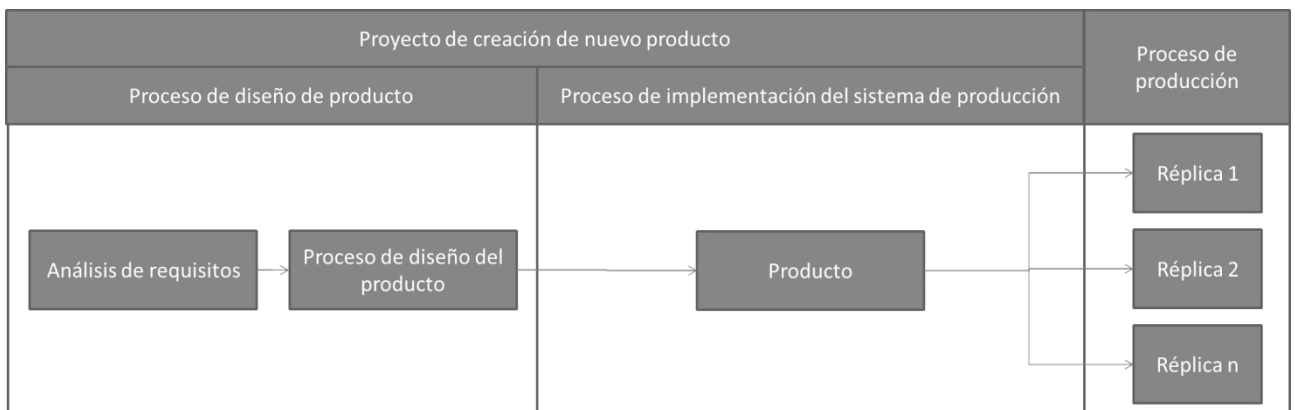 Proyecto de creación de nuevo producto
Proceso de
producción
Proceso de diseño de producto
Proceso de implementación del sistema de producción
Análisis de requisitos
Proceso de diseño del
producto
Producto
Réplica 1
Réplica 2
Réplica n